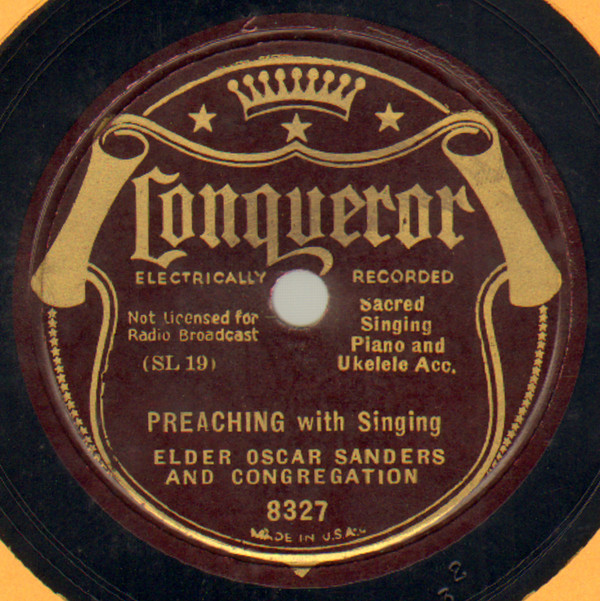 Conqueror
ELECTRICALLY RECORDED
Not Licensed for
Radio Broadcast
(SL 19)
Sacred
Singing
Piano and
Ukelele Acc.
PREACHING with Singing
ELDER OSCAR SANDERS
AND CONGREGATION
8327
MADE IN U.S.A.